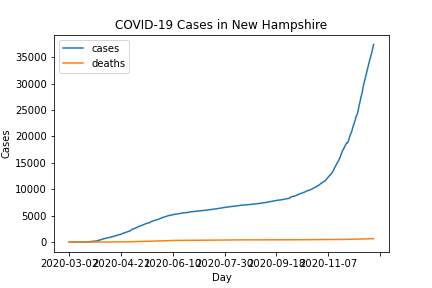 COVID-19 Cases in New Hampshire
cases
deaths
35000
30000
25000
20000
15000
10000
5000
0
Cases
2020-03-02 2020-04-21 2020-06-10 2020-07-30 2020-09-18 2020-11-07
Day